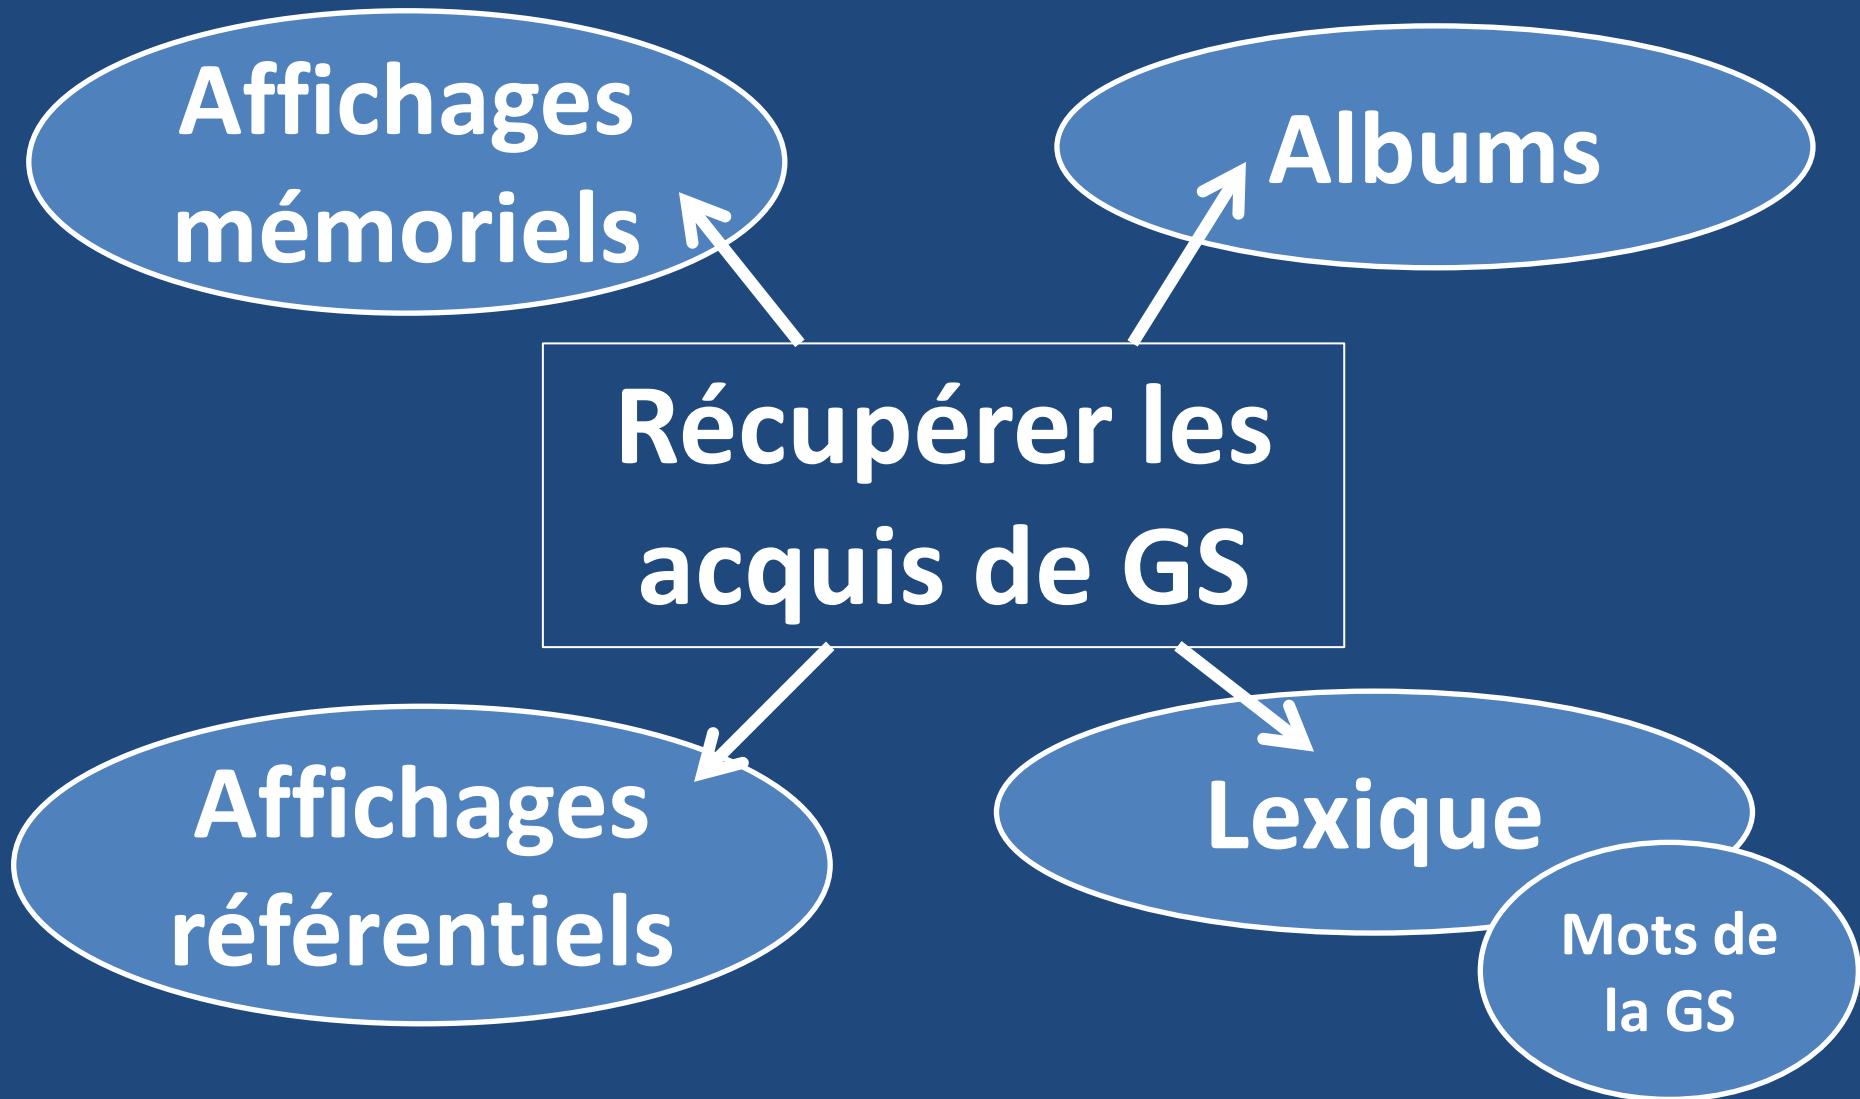 Affichages
mémoriels
Albums
Récupérer les
acquis de GS
Affichages
référentiels
Lexique
Mots de
la GS